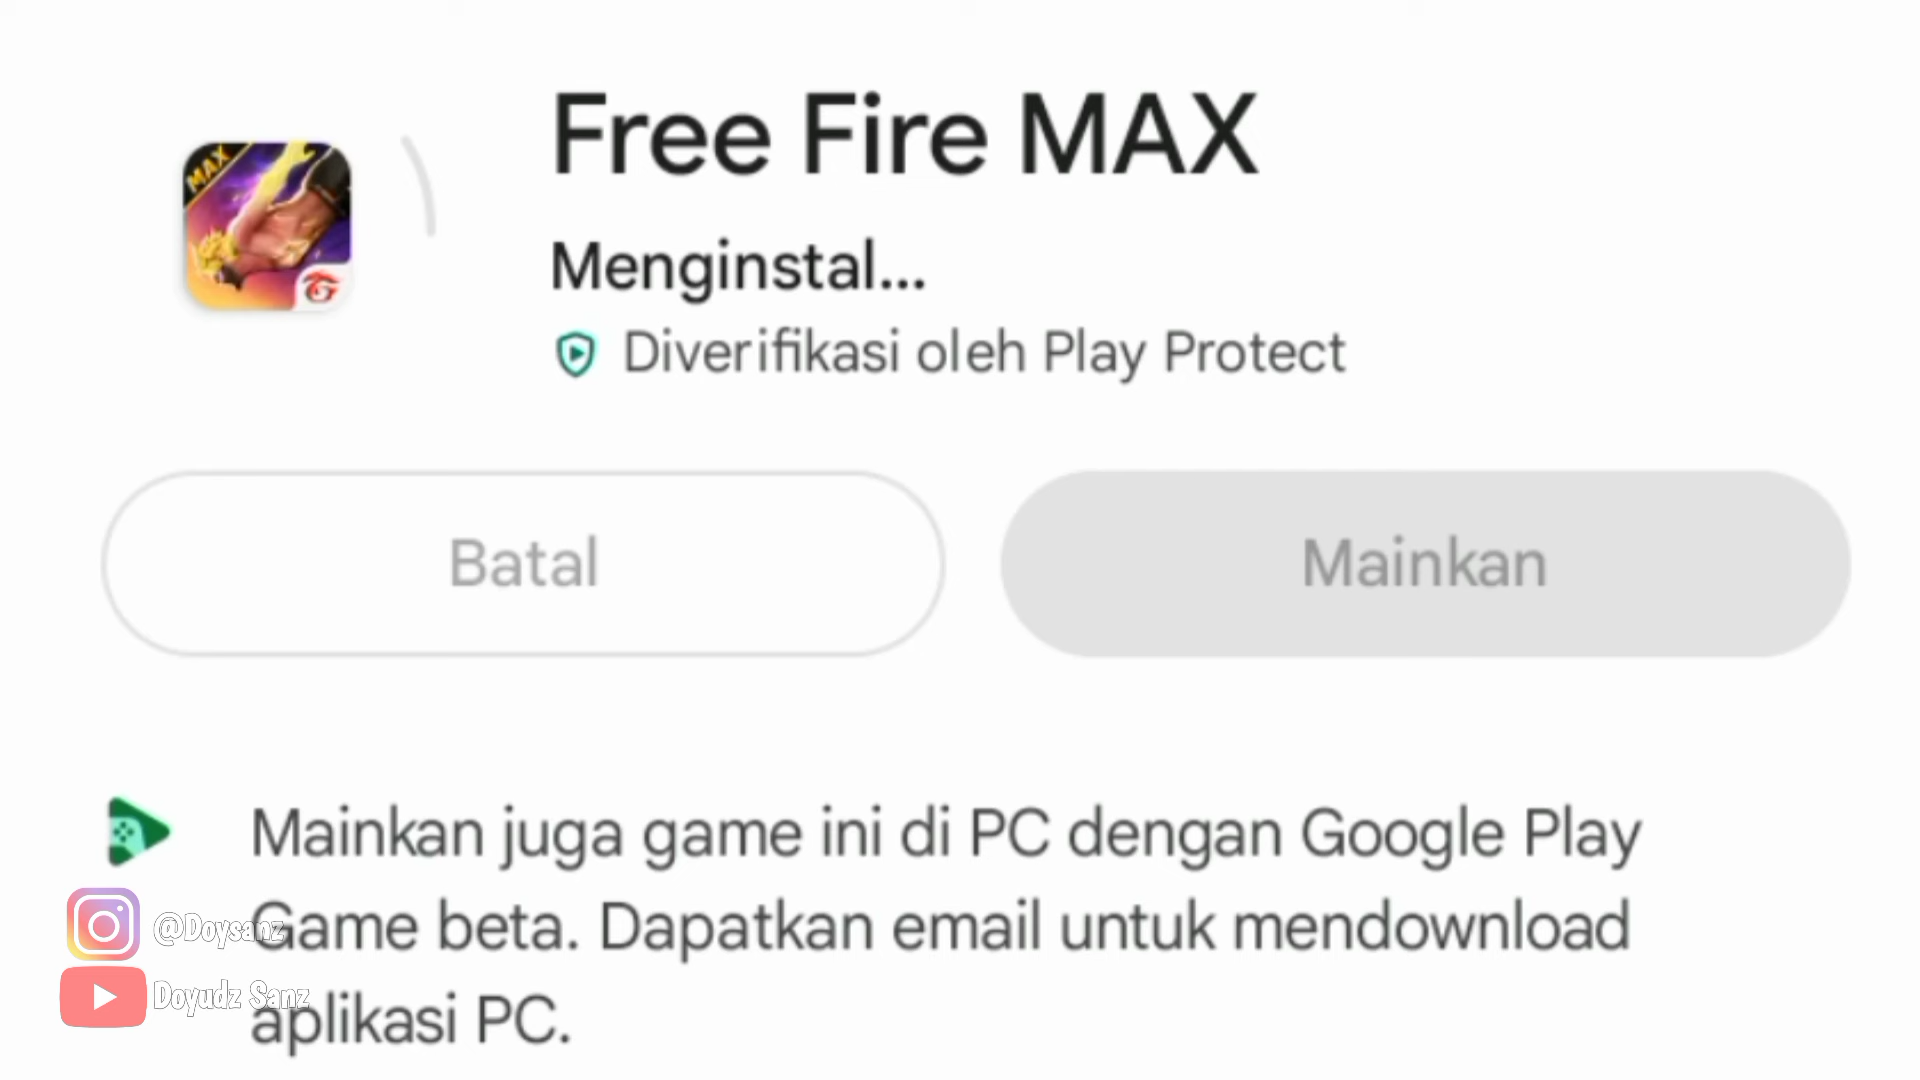 MAX
Free Fire MAX
Menginstal...
Diverifikasi oleh Play Protect
Batal
Mainkan
Mainkan juga game ini di PC dengan Google Play
Game beta. Dapatkan email untuk mendownload
aplikasi PC.
@Doysanz
Doyudz Sanz